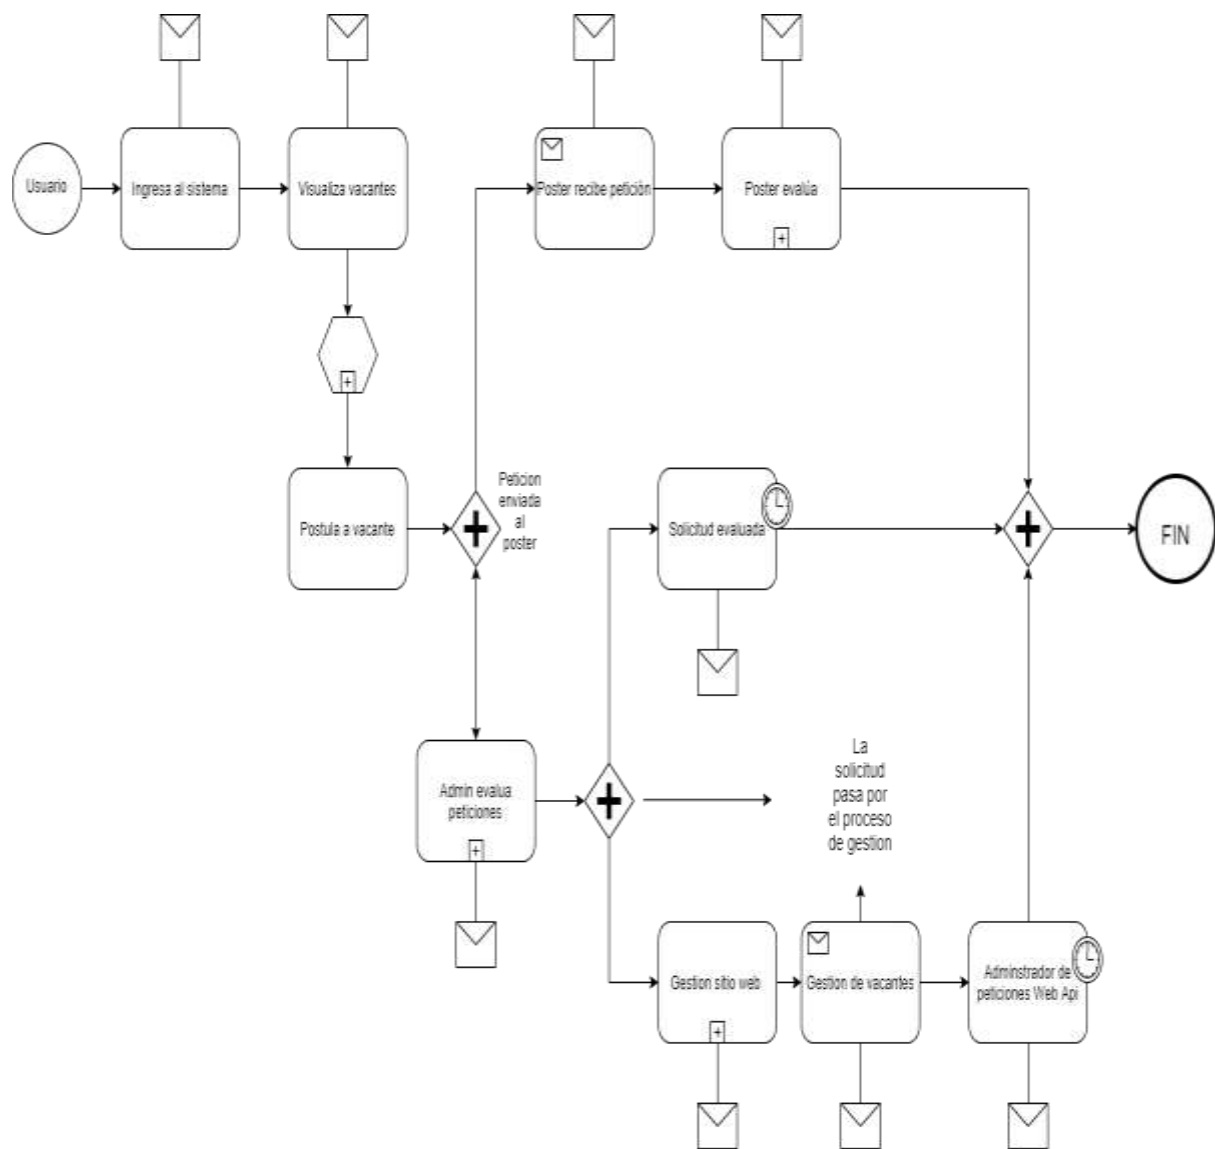 Usuario
Ingresa al sistema
Visualiza vacantes
Poster recibe petición
Poster evalúa
Postula a vacante
Peticion
enviada
al
poster
Solicitud evaluada
FIN
Admin evalua
peticiones
La
solicitud
pasa por
el proceso
de gestion
Gestion sitio web
Gestion de vacantes
Adminstrador de
peticiones Web Api